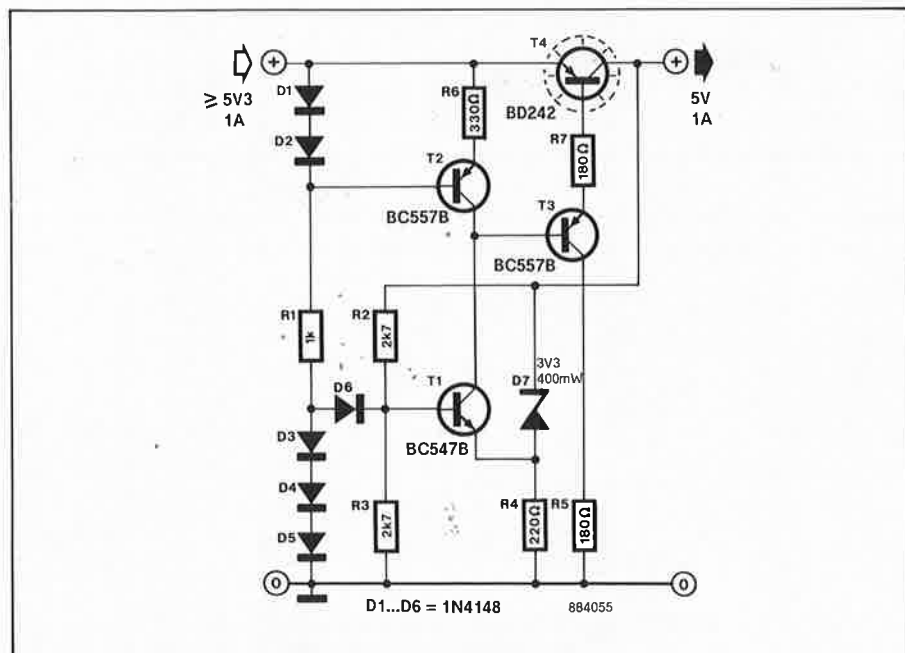 T4
+
+
D1
≥ 5V3
1A
R6
330Ω
BD242
5V
1A
D2
R7
180Ω
T2
T3
BC557B
BC557B
R1
1k
R2
2k7
3V3
400mW
D6
T1
D7
D3
BC547B
D4
R3
2k7
R4
220Ω
R5
180Ω
D5
0
0
D1...D6 = 1N4148
884055